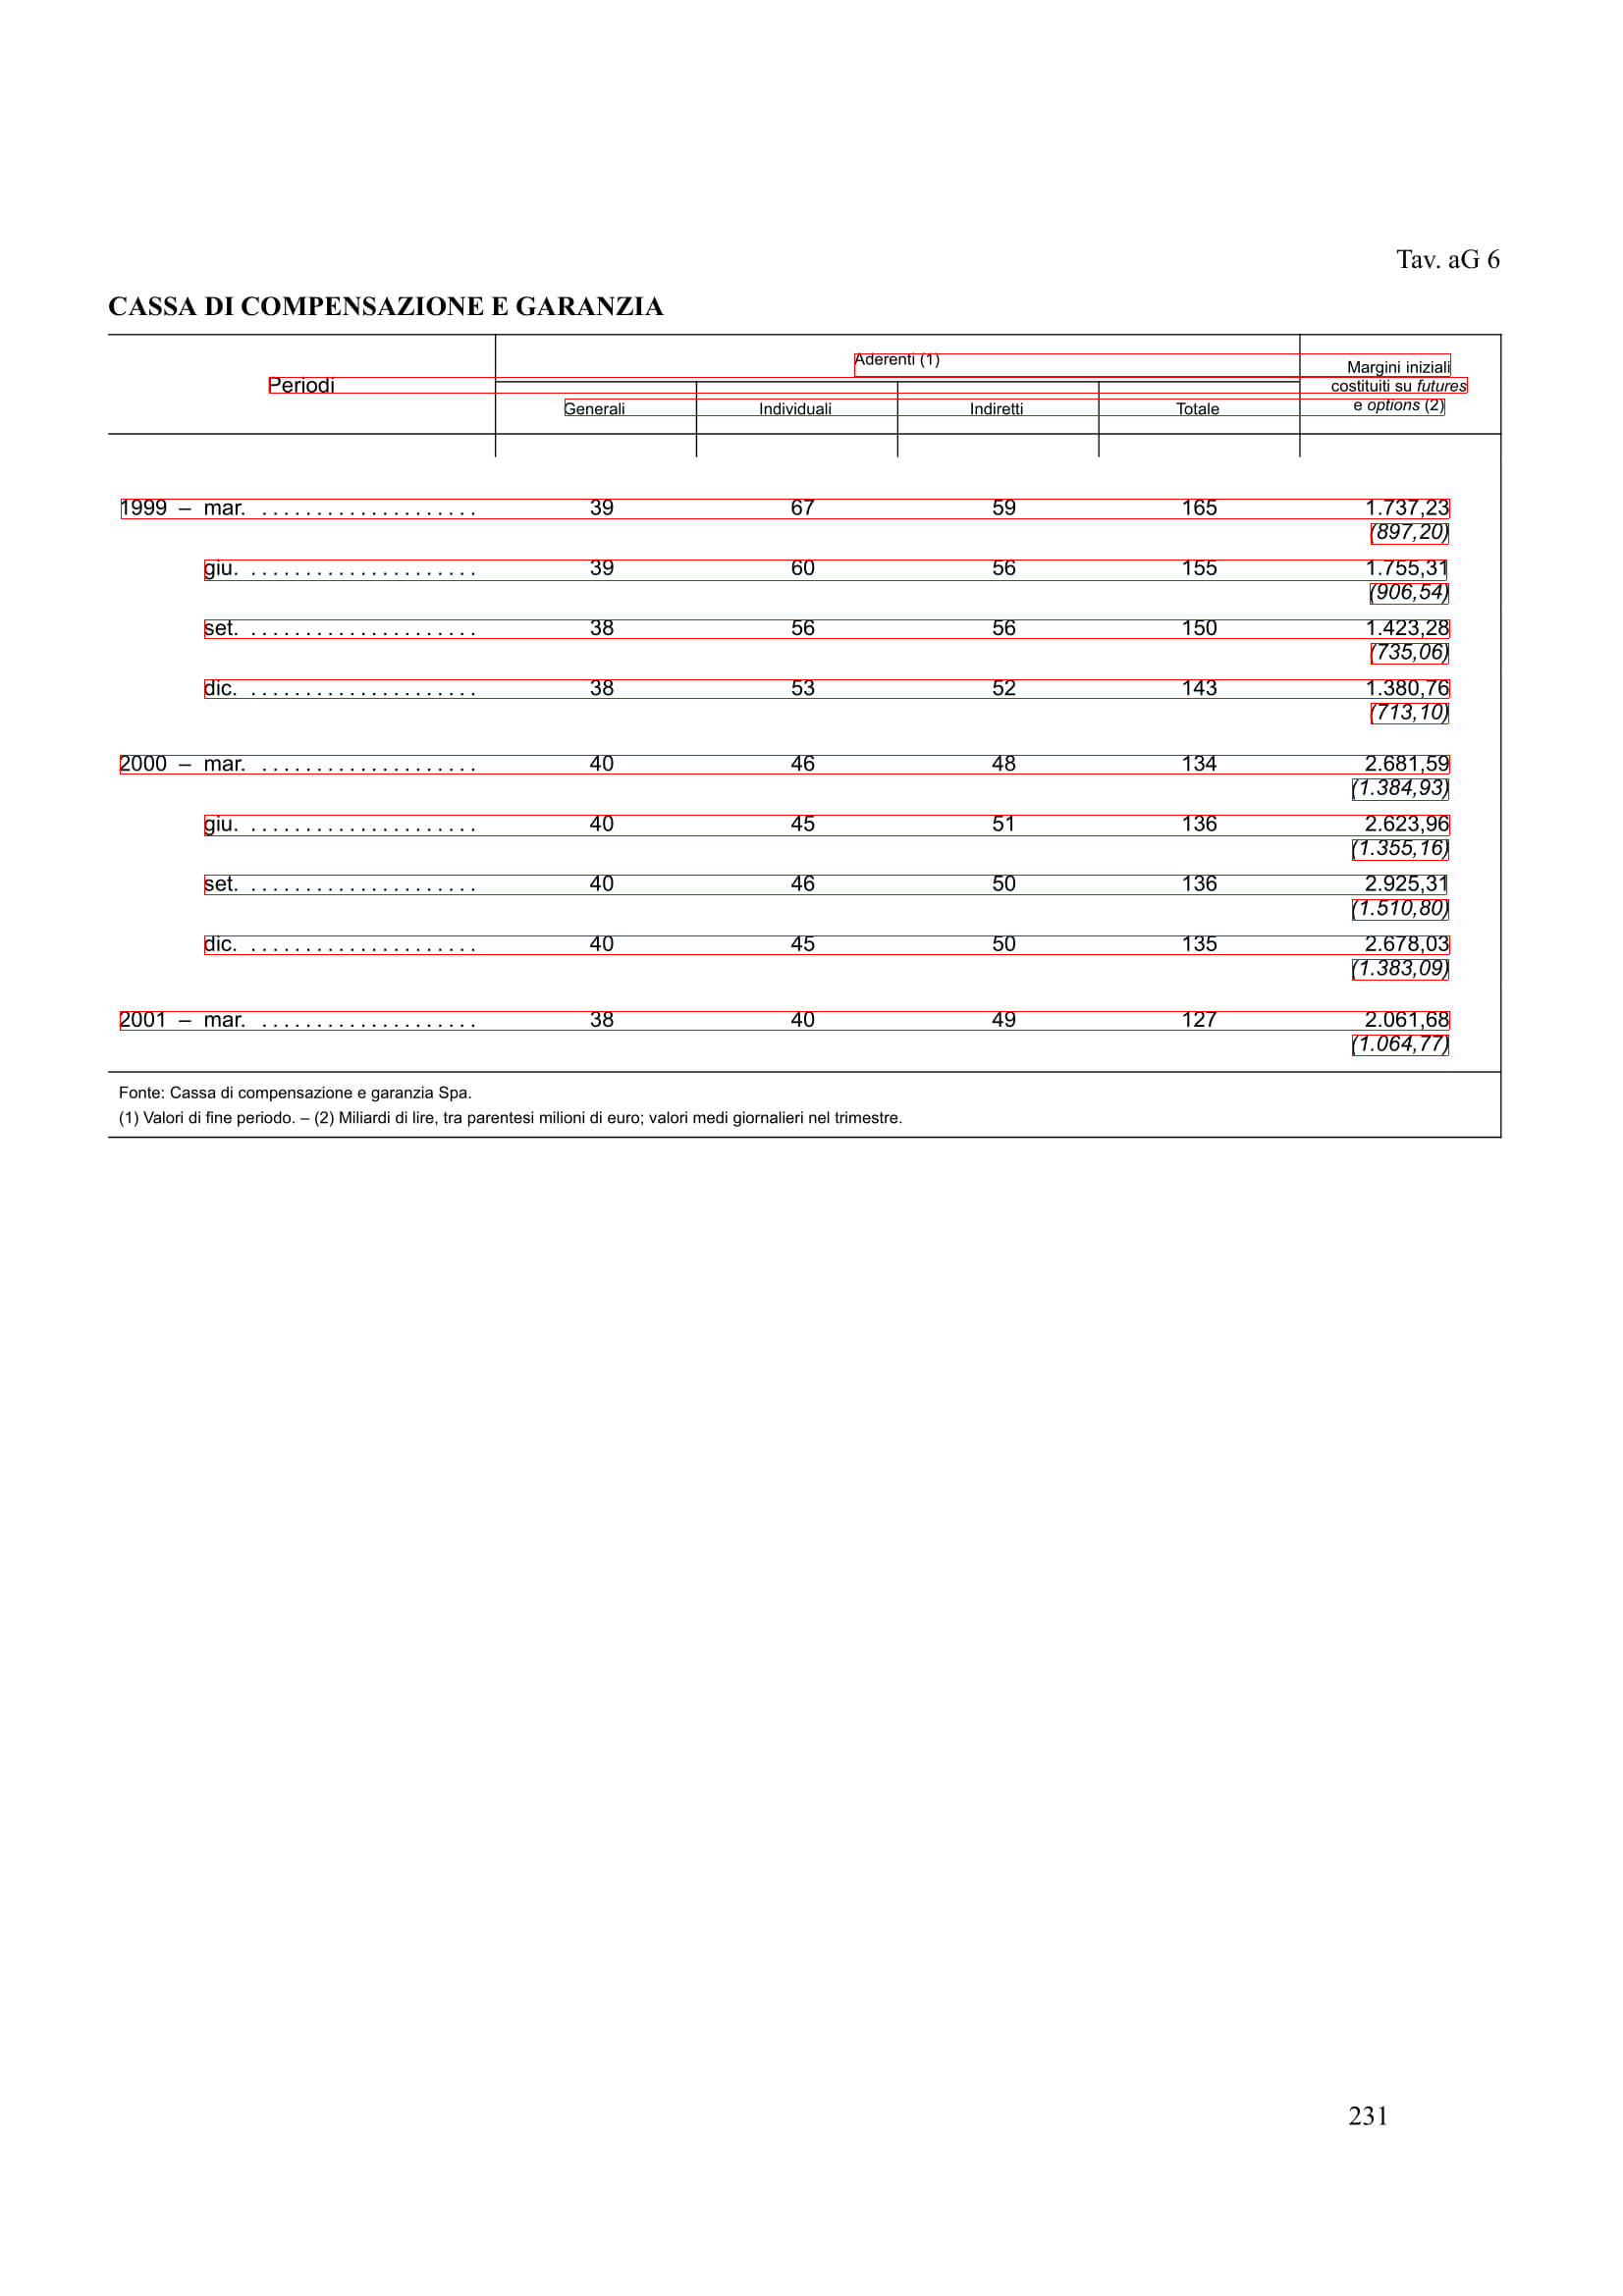 Tav. aG 6
CASSA DI COMPENSAZIONE E GARANZIA
Aderenti (1) Margini iniziali
Periodi costituiti su futures
Generali Individuali Indiretti Totale e options (2)
1999 – mar. .................... 39 67 59 165 1.737,23
(897,20)
giu. ..................... 39 60 56 155 1.755,31
(906,54)
set. ..................... 38 56 56 150 1.423,28
(735,06)
dic. ..................... 38 53 52 143 1.380,76
(713,10)
2000 – mar. .................... 40 46 48 134 2.681,59
(1.384,93)
giu. ..................... 40 45 51 136 2.623,96
(1.355,16)
set. ..................... 40 46 50 136 2.925,31
(1.510,80)
dic. ..................... 40 45 50 135 2.678,03
(1.383,09)
2001 – mar. .................... 38 40 49 127 2.061,68
(1.064,77)
Fonte: Cassa di compensazione e garanzia Spa.
(1) Valori di fine periodo. – (2) Miliardi di lire, tra parentesi milioni di euro; valori medi giornalieri nel trimestre.
231